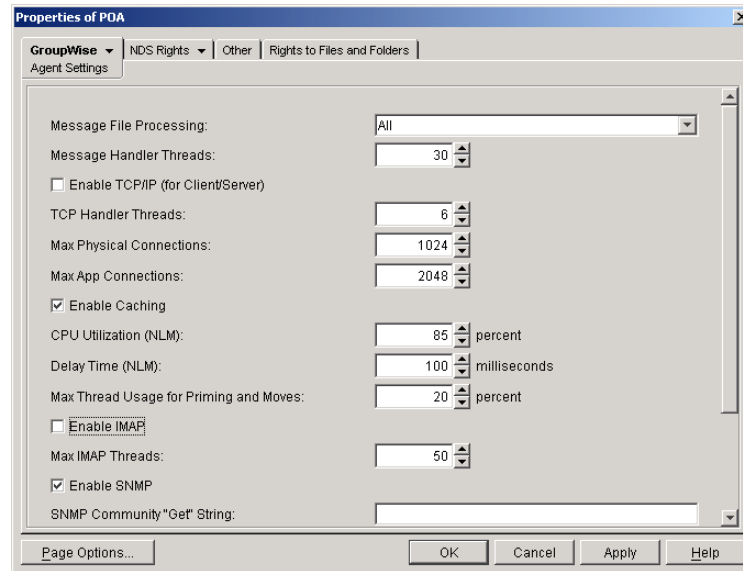 Properties of POA
GroupWise NDS Rights Other Rights to Files and Folders
Agent Settings
Message File Processing: All
Message Handler Threads: 30
Enable TCP/IP (for Client/Server)
TCP Handler Threads: 6
Max Physical Connections: 1024
Max App Connections: 2048
Enable Caching
CPU Utilization (NLM): 85 percent
Delay Time (NLM): 100 milliseconds
Max Thread Usage for Priming and Moves: 20 percent
Enable IMAP
Max IMAP Threads: 50
Enable SNMP
SNMP Community "Get" String:
Page Options... OK Cancel Apply Help